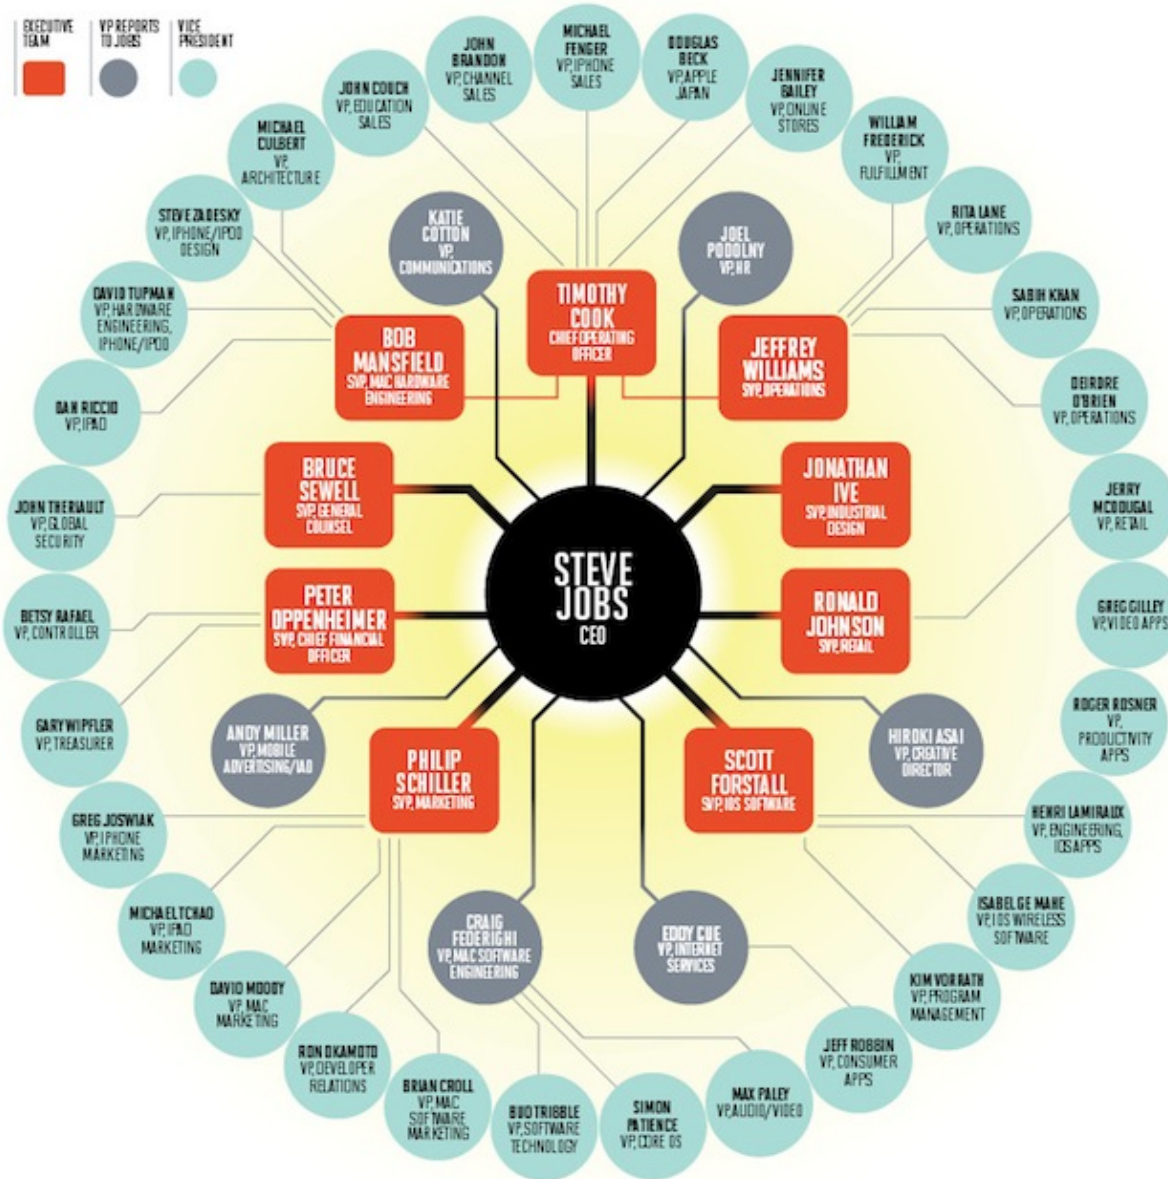 EXECUTIVE
TEAM
VP REPORTS
TO JOBS
VICE
PRESIDENT
MICHAEL
FENGER
VP, IPHONE
SALES
DOUGLAS
BECK
VP, APPLE
JAPAN
JENNIFER
BAILEY
VP, ONLINE
STORES
WILLIAM
FREDERICK
VP,
FULFILLMENT
RITA LANE
VP, OPERATIONS
SABIH KHAN
VP, OPERATIONS
DEIRDRE
O'BRIEN
VP, OPERATIONS
JERRY
MCDUGAL
VP, RETAIL
GREG GILLEY
VP, VIDEO APPS
ROGER ROSNER
VP,
PRODUCTIVITY
APPS
HENRI LAMIRAUX
VP, ENGINEERING,
IOS APPS
ISABEL GE MAHE
VP, IOS WIRELESS
SOFTWARE
KIM VORRATH
VP, PROGRAM
MANAGEMENT
JEFF ROBBIN
VP, CONSUMER
APPS
MAX PALEY
VP, AUDIO/VIDEO
SIMON
PATIENCE
VP, CORE OS
BUD TRIBBLE
VP, SOFTWARE
TECHNOLOGY
BRIAN CROLL
VP, MAC
SOFTWARE
MARKETING
RON OKAMOTO
VP, DEVELOPER
RELATIONS
DAVID MOODY
VP, MAC
MARKETING
MICHAEL TCHAO
VP, IPAD
MARKETING
GREG JOSWIAK
VP, IPHONE
MARKETING
GARY WIPFLER
VP, TREASURER
BETSY RAFAEL
VP, CONTROLLER
JOHN THERIAULT
VP, GLOBAL
SECURITY
DAN RICCIO
VP, IPAD
DAVID TUPMAN
VP, HARDWARE
ENGINEERING,
IPHONE/IPOD
STEVE ZADESKY
VP, IPHONE/IPOD
DESIGN
MICHAEL
CULBERT
VP,
ARCHITECTURE
JOHN COUCH
VP, EDUCATION
SALES
JOHN
BRANDON
VP, CHANNEL
SALES
KATIE
COTTON
VP,
COMMUNICATIONS
JOEL
PODOLNY
VP, HR
TIMOTHY
COOK
CHIEF OPERATING
OFFICER
BOB
MANSFIELD
SVP, MAC HARDWARE
ENGINEERING
JEFFREY
WILLIAMS
SVP, OPERATIONS
BRUCE
SEWELL
SVP, GENERAL
COUNSEL
JONATHAN
IVE
SVP, INDUSTRIAL
DESIGN
STEVE
JOBS
CEO
PETER
OPPENHEIMER
SVP, CHIEF FINANCIAL
OFFICER
RONALD
JOHNSON
SVP, RETAIL
ANDY MILLER
VP, MOBILE
ADVERTISING/IAD
HIROKI ASAI
VP, CREATIVE
DIRECTOR
PHILIP
SCHILLER
SVP, MARKETING
SCOTT
FORSTALL
SVP, IOS SOFTWARE
CRAIG
FEDERIGHI
VP, MAC SOFTWARE
ENGINEERING
EDDY CUE
VP, INTERNET
SERVICES